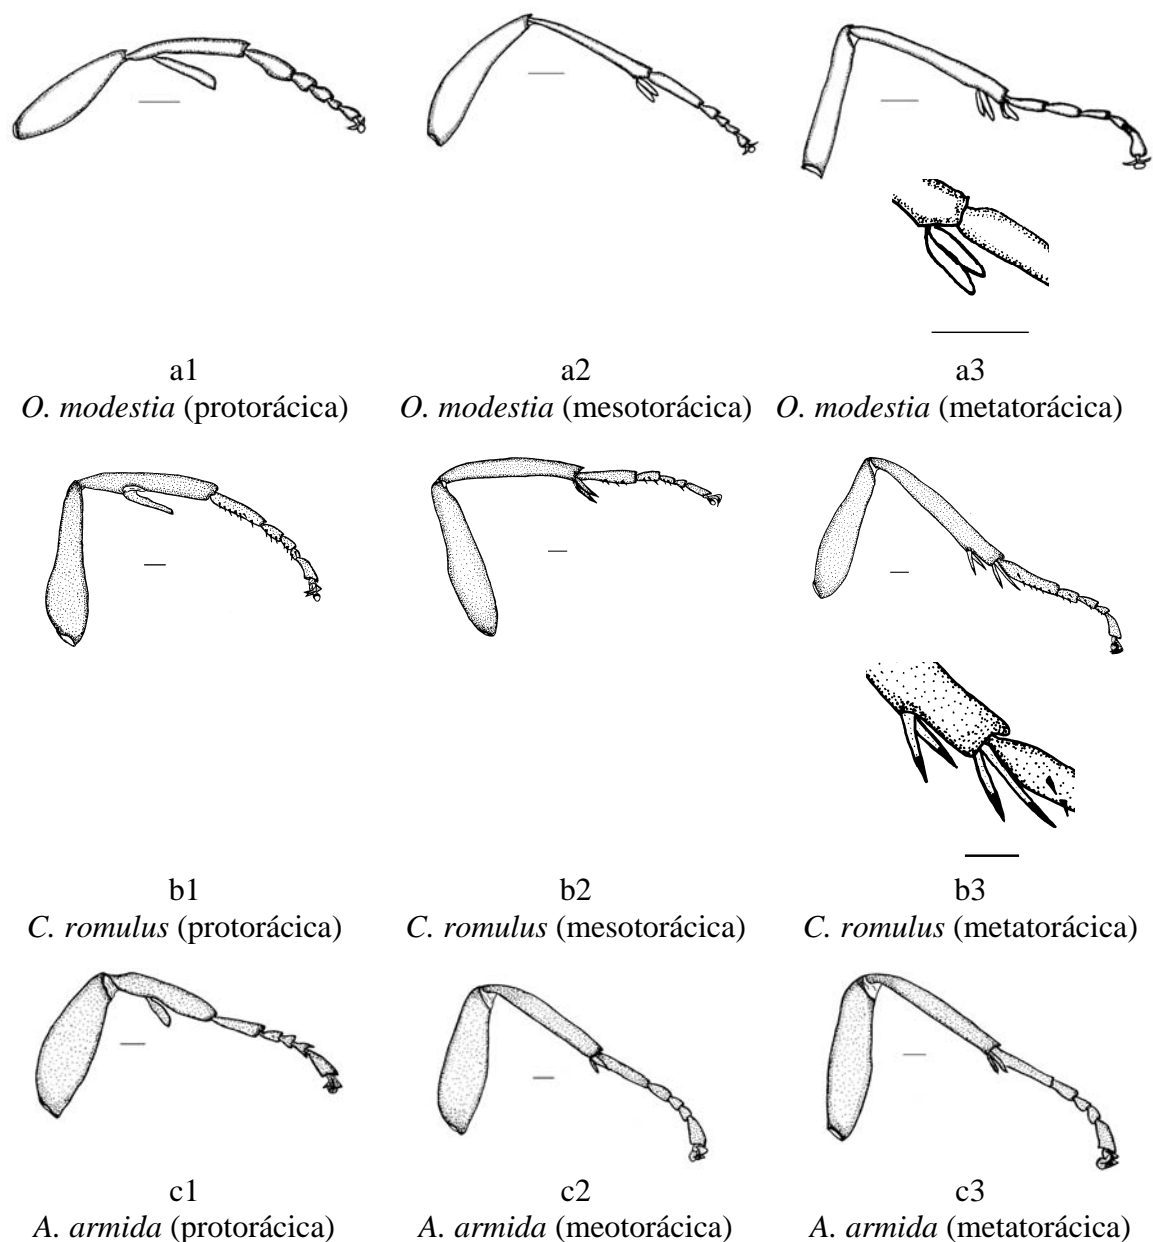 a1 a2 a3
O. modestia (protorácica) O. modestia (mesotorácica) O. modestia (metatorácica)
b1 b2 b3
C. romulus (protorácica) C. romulus (mesotorácica) C. romulus (metatorácica)
c1 c2 c3
A. armida (protorácica) A. armida (meotorácica) A. armida (metatorácica)